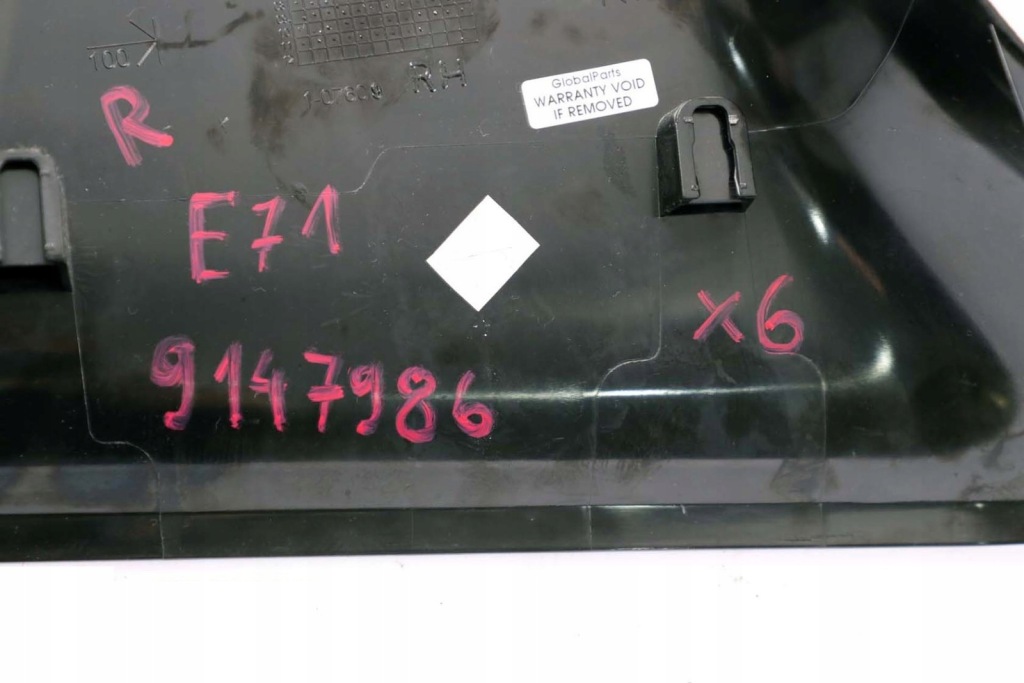 100
RH
GlobalParts
WARRANTY VOID
IF REMOVED
R
E71
x6
9147986